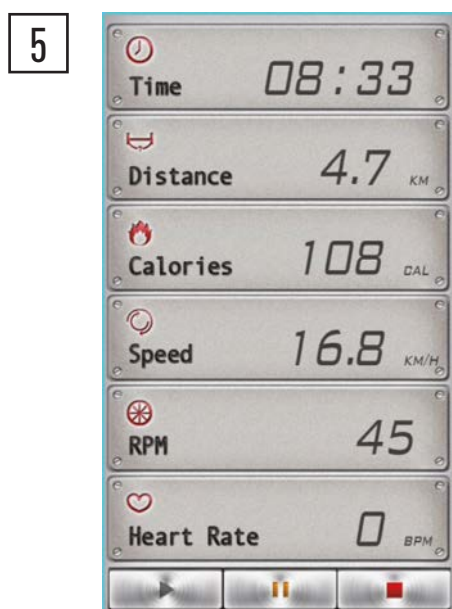 5
Time 08:33
Distance 4.7 KM
Calories 108 CAL
Speed 16.8 KM/H
RPM 45
Heart Rate 0 BPM